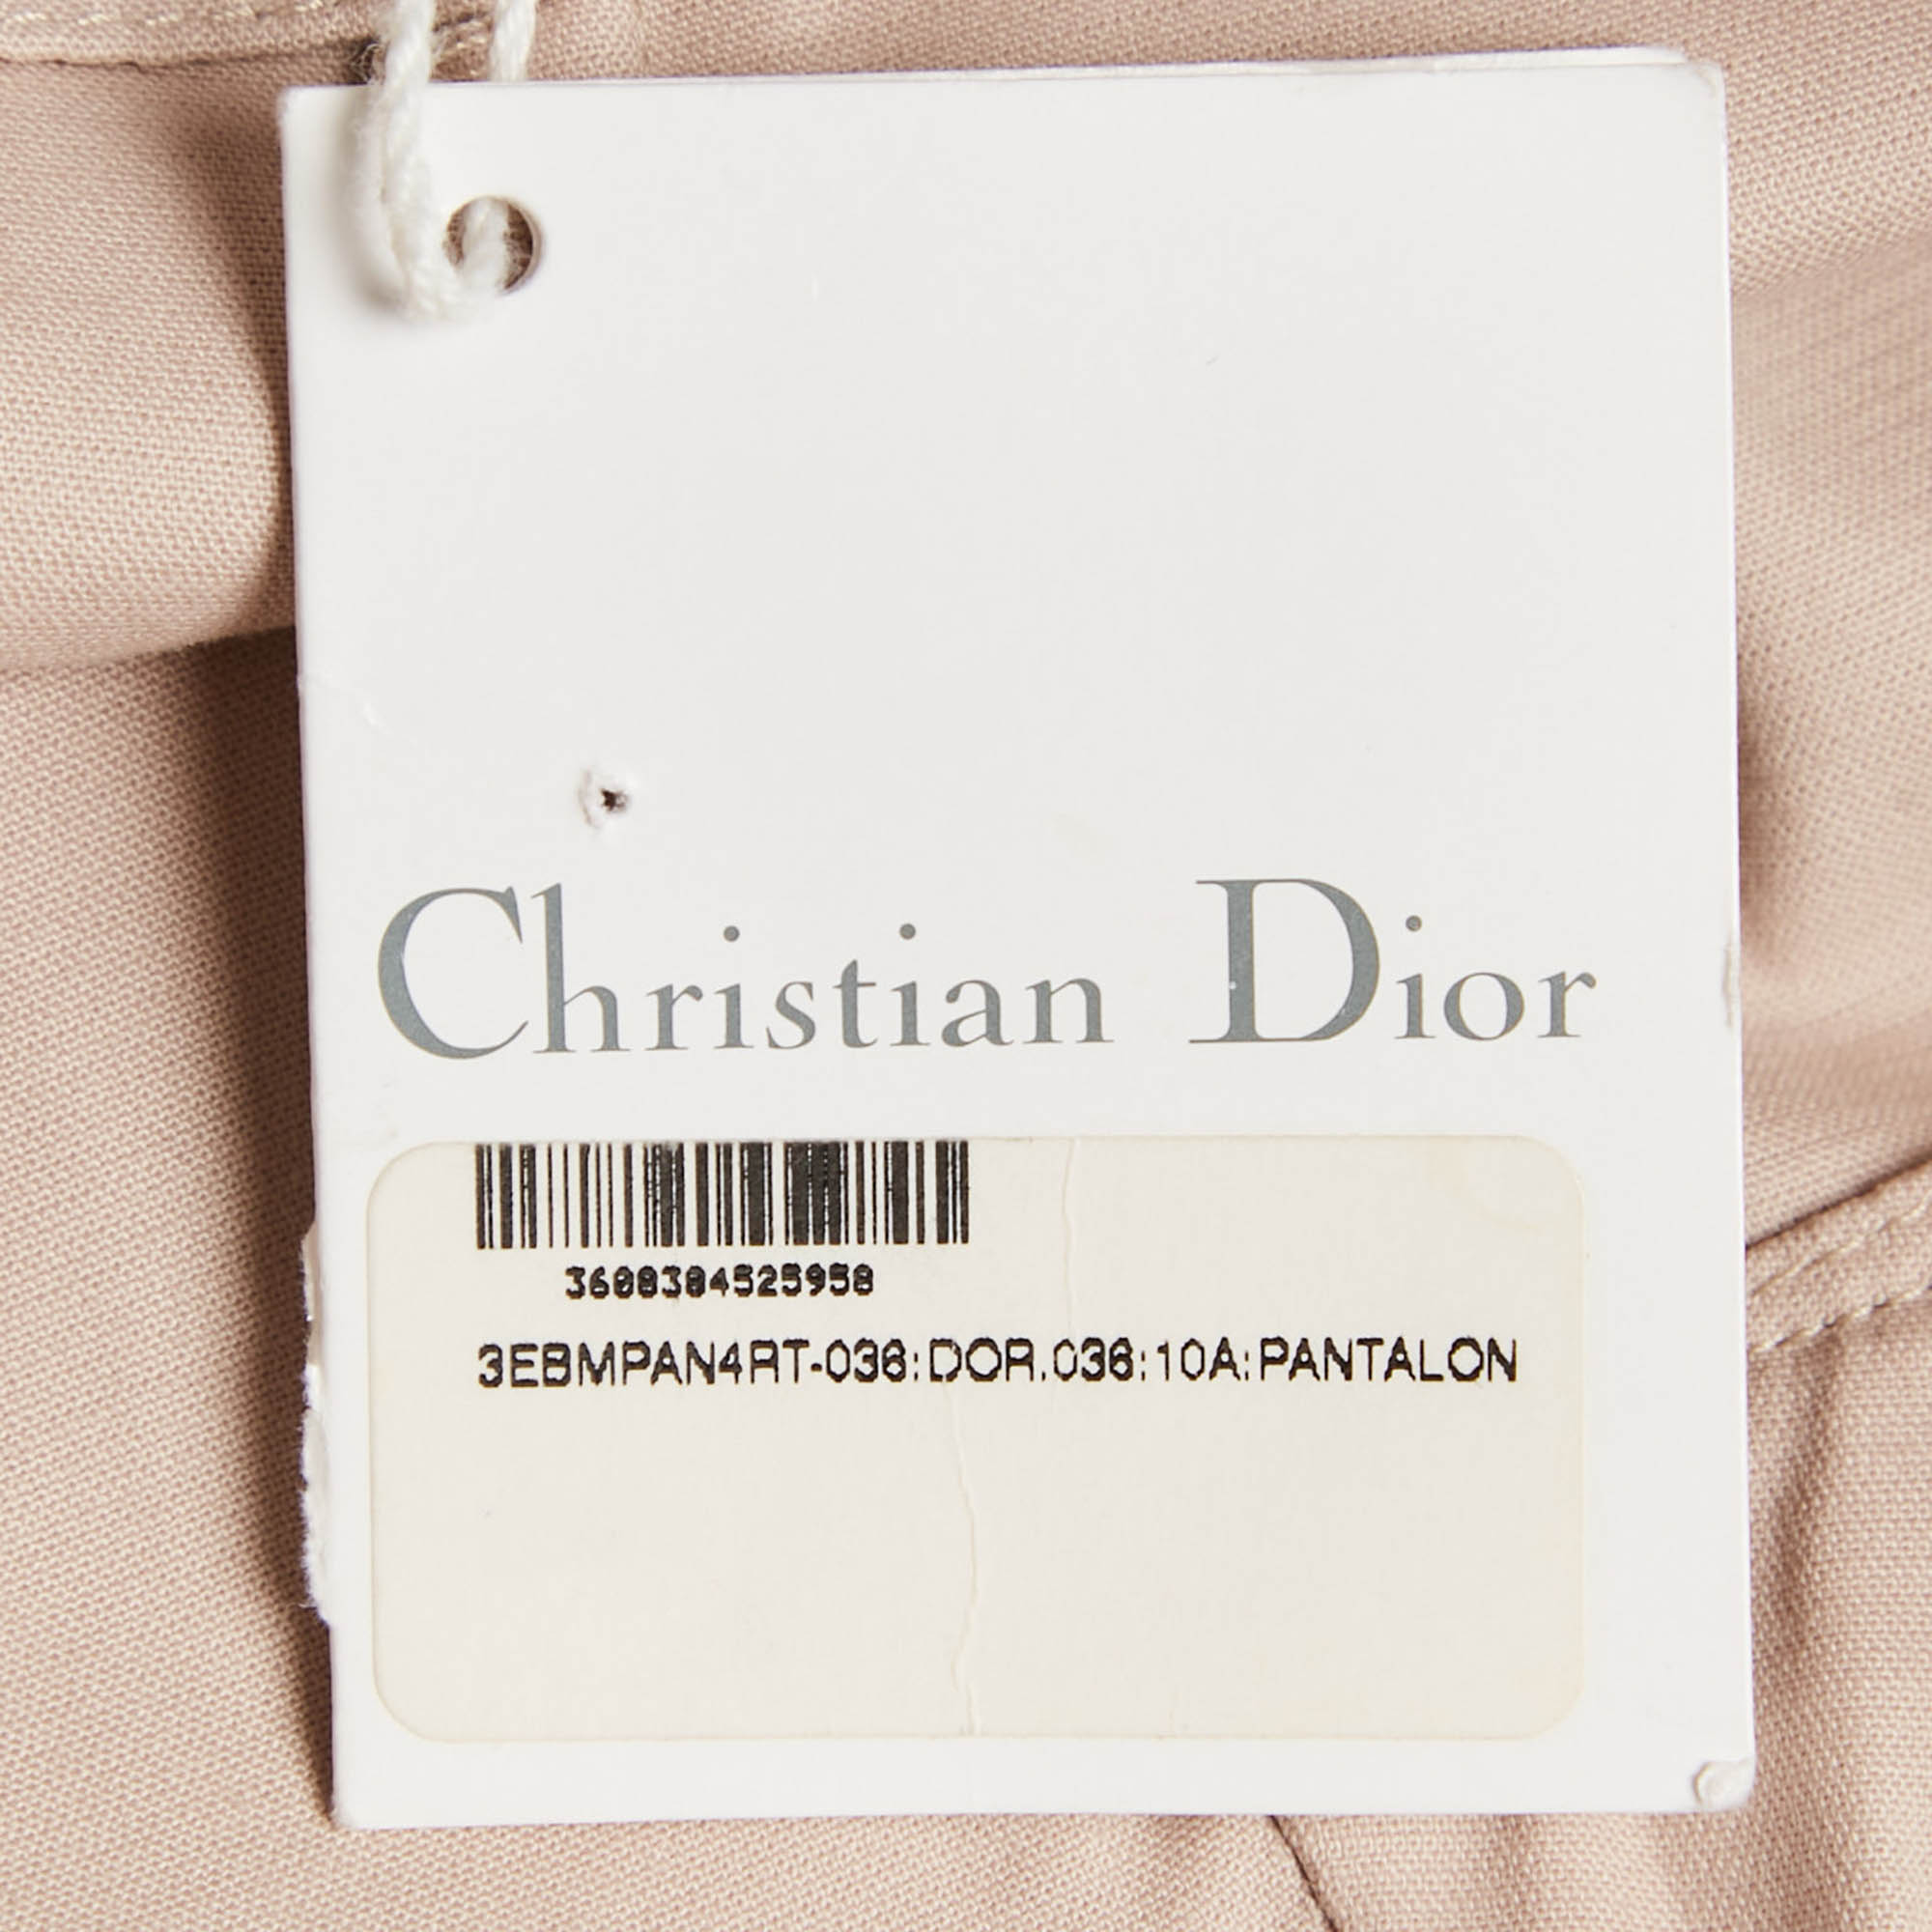 Christian Dior
3608384525958
3EBMPAN4RT-036:DOR.036:10A:PANTALON